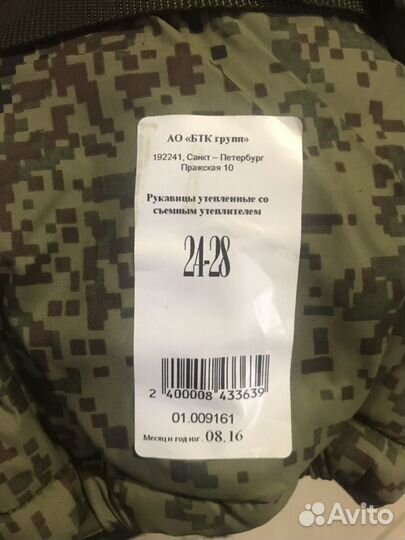 АО «БТК групп»
192241, Санкт – Петербург
Пражская 10
Рукавицы утепленные со
съемным утеплителем
24-28
2 400008 433639
01.009161
Месяц и год изг. 08.16
Avito